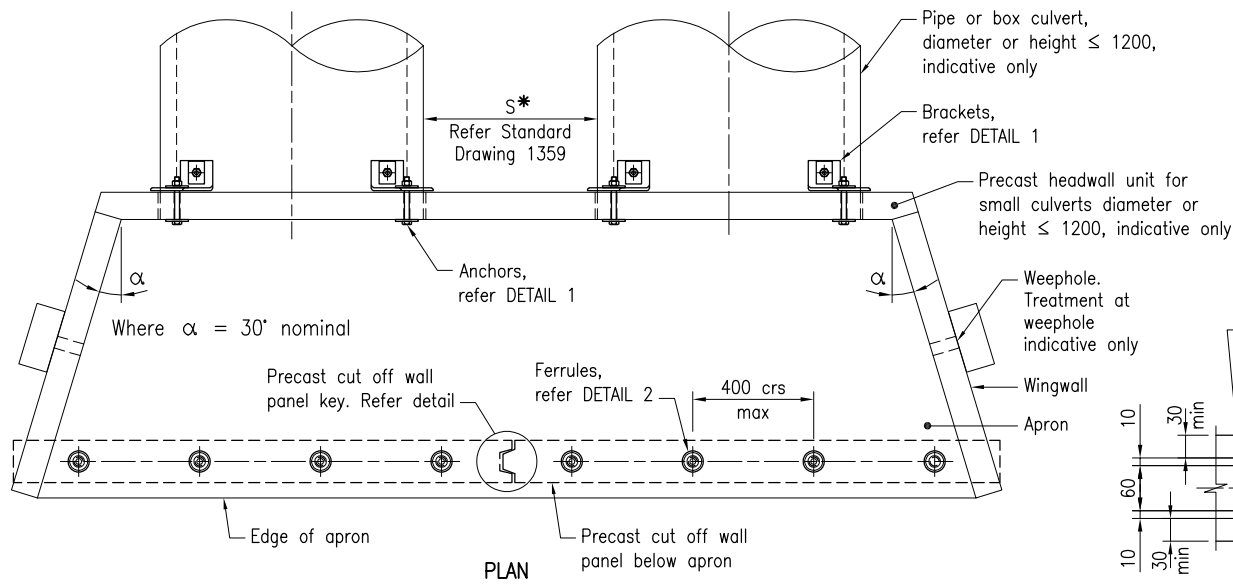 Pipe or box culvert,
diameter or height ≤ 1200,
indicative only
S*
Refer Standard
Drawing 1359
Brackets,
refer DETAIL 1
Precast headwall unit for
small culverts diameter or
height ≤ 1200, indicative only
α
α
Anchors,
refer DETAIL 1
Weephole.
Treatment at
weephole
indicative only
Where α = 30° nominal
Precast cut off wall
panel key. Refer detail
Ferrules,
refer DETAIL 2
400 crs
max
Wingwall
Apron
10
30
min
60
10
30
min
Edge of apron
Precast cut off wall
panel below apron
PLAN